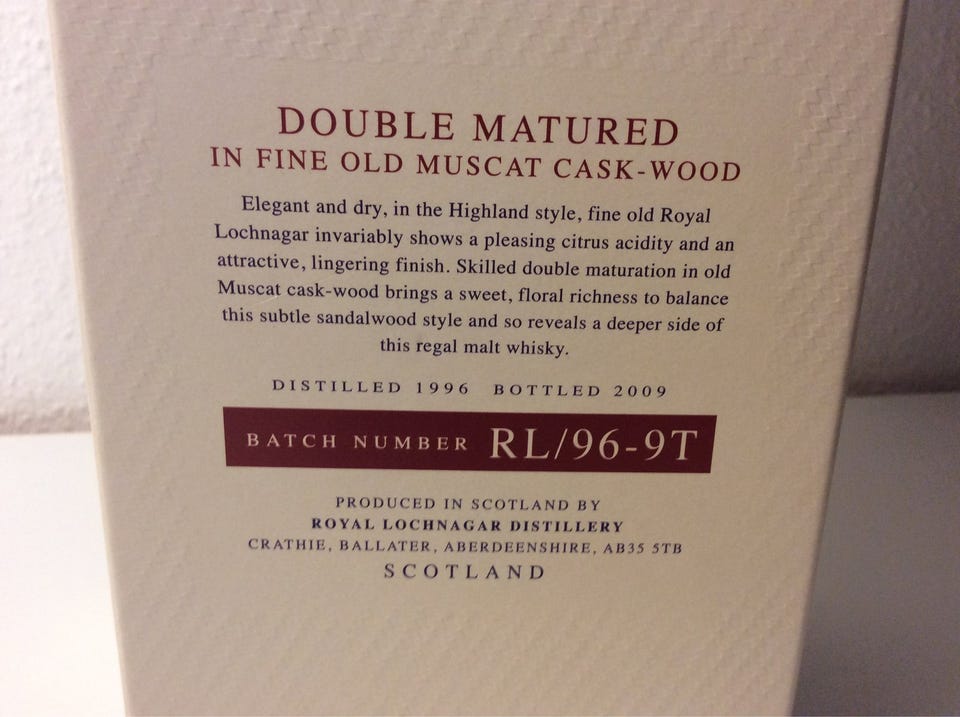 DOUBLE MATURED
IN FINE OLD MUSCAT CASK-WOOD
Elegant and dry, in the Highland style, fine old Royal
Lochnagar invariably shows a pleasing citrus acidity and an
attractive, lingering finish. Skilled double maturation in old
Muscat cask-wood brings a sweet, floral richness to balance
this subtle sandalwood style and so reveals a deeper side of
this regal malt whisky.
DISTILLED 1996 BOTTLED 2009
BATCH NUMBER RL/96-9T
PRODUCED IN SCOTLAND BY
ROYAL LOCHNAGAR DISTILLERY
CRATHIE, BALLATER, ABERDEENSHIRE, AB35 5TB
SCOTLAND